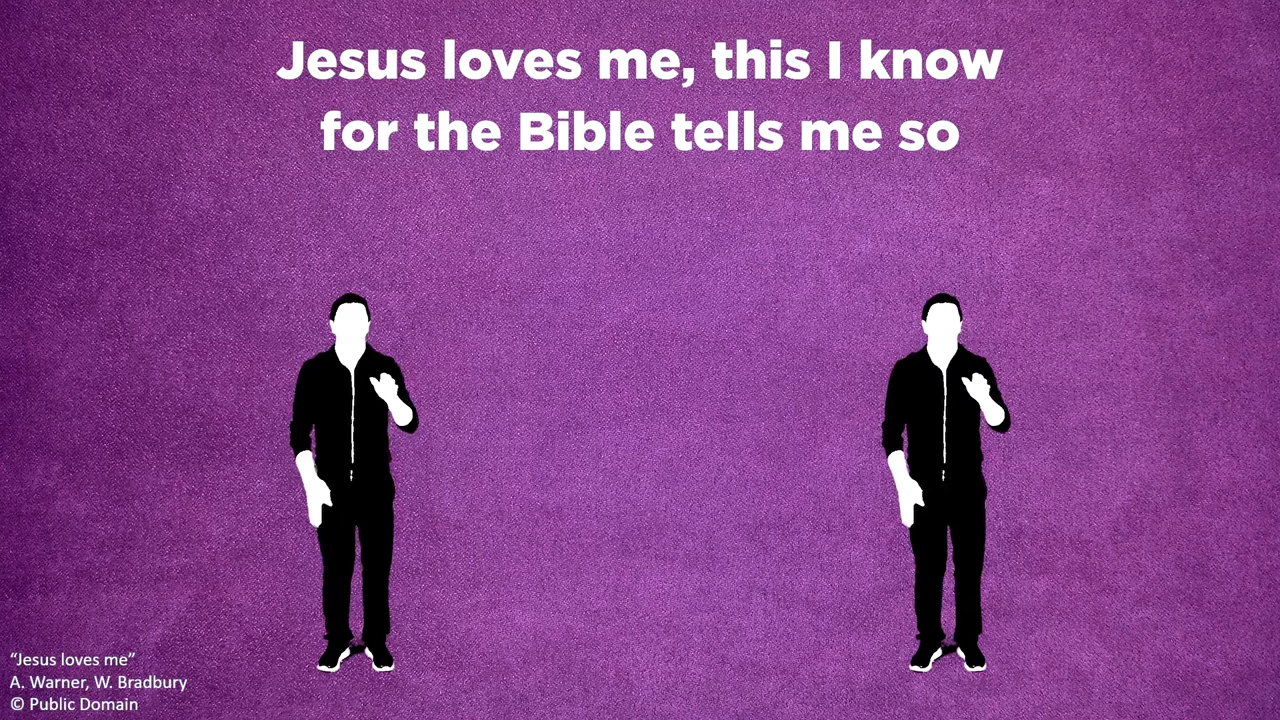 Jesus loves me, this I know
for the Bible tells me so
“Jesus loves me”
A. Warner, W. Bradbury
© Public Domain